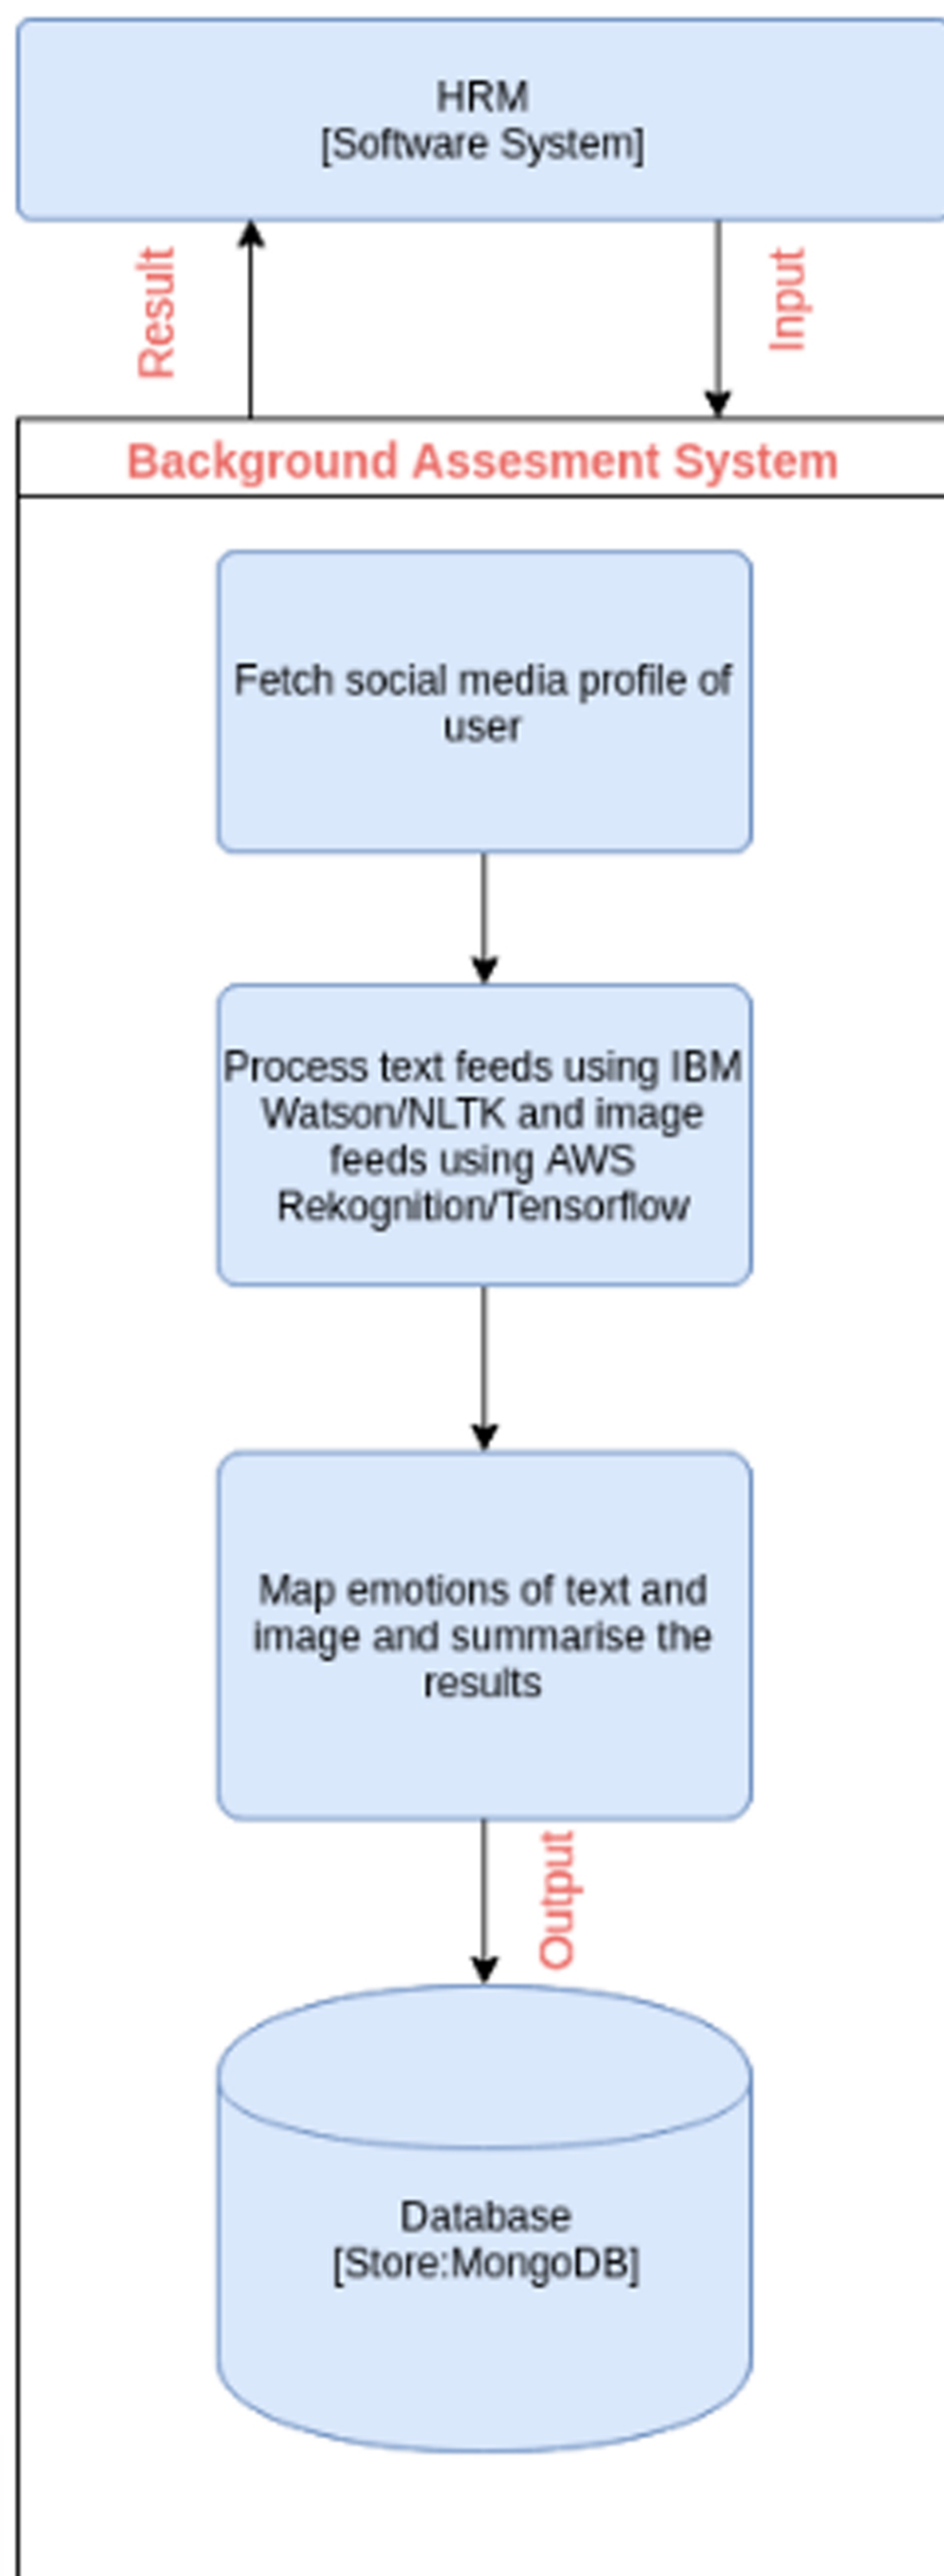 HRM
[Software System]
Result
Input
Background Assesment System
Fetch social media profile of
user
Process text feeds using IBM
Watson/NLTK and image
feeds using AWS
Rekognition/Tensorflow
Map emotions of text and
image and summarise the
results
Output
Database
[Store:MongoDB]